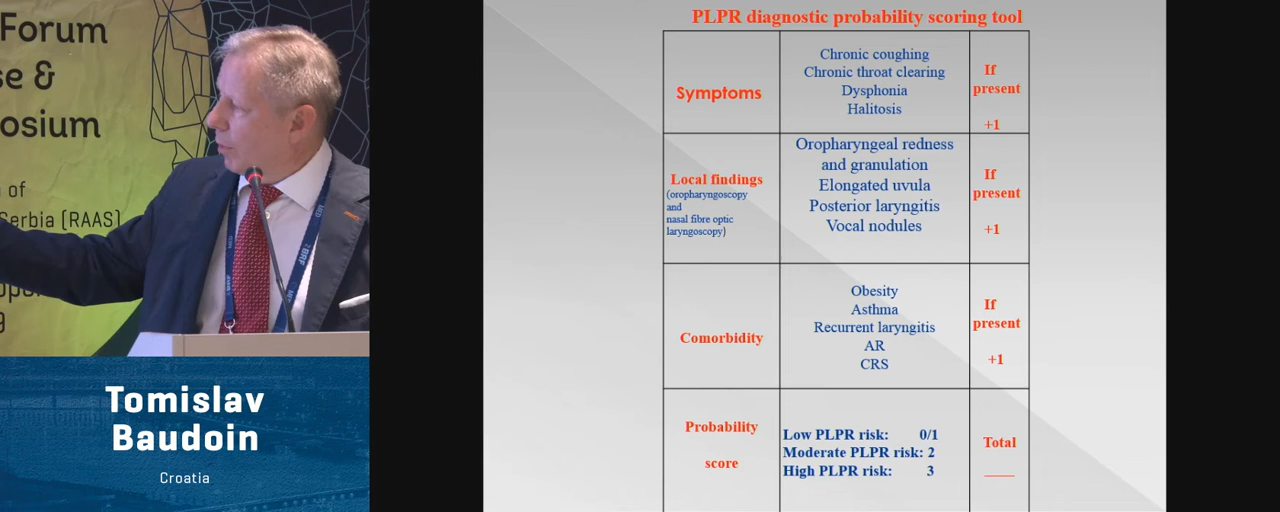 Forum
se &
posium
of
Serbia (RAAS)
9
Tomislav
Baudoin
Croatia
PLPR diagnostic probability scoring tool
Symptoms
Chronic coughing
Chronic throat clearing
Dysphonia
Halitosis
If
present
+1
Local findings
(oropharyngoscopy
and
nasal fibre optic
laryngoscopy)
Oropharyngeal redness
and granulation
Elongated uvula
Posterior laryngitis
Vocal nodules
If
present
+1
Comorbidity
Obesity
Asthma
Recurrent laryngitis
AR
CRS
If
present
+1
Probability
score
Low PLPR risk: 0/1
Moderate PLPR risk: 2
High PLPR risk: 3
Total
____